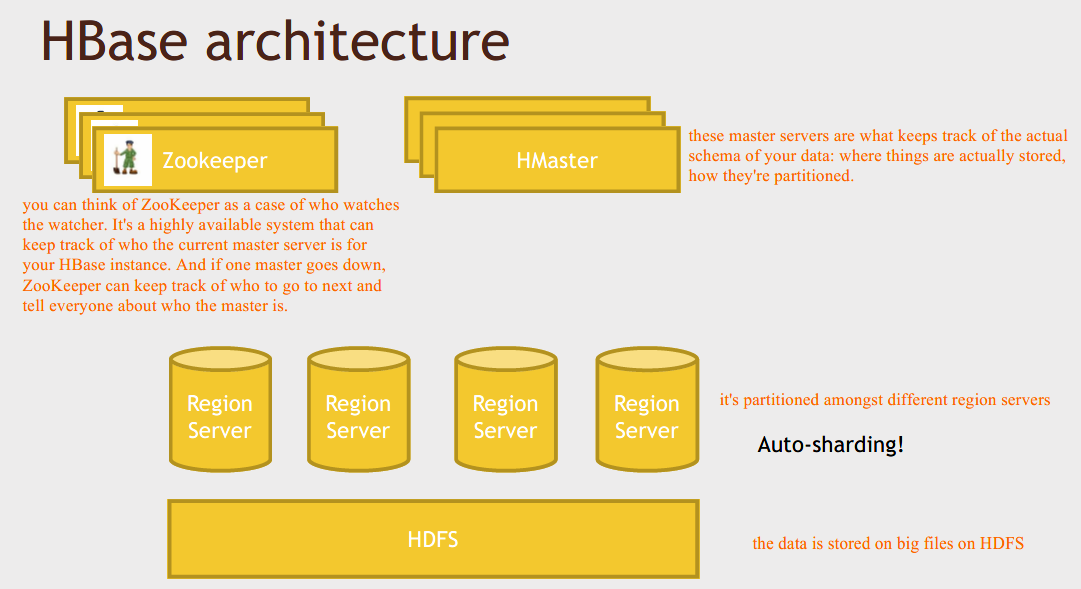 HBase architecture
Zookeeper
HMaster
these master servers are what keeps track of the actual
schema of your data: where things are actually stored,
how they're partitioned.
you can think of ZooKeeper as a case of who watches
the watcher. It's a highly available system that can
keep track of who the current master server is for
your HBase instance. And if one master goes down,
ZooKeeper can keep track of who to go to next and
tell everyone about who the master is.
Region
Server
Region
Server
Region
Server
Region
Server
it's partitioned amongst different region servers
Auto-sharding!
HDFS
the data is stored on big files on HDFS